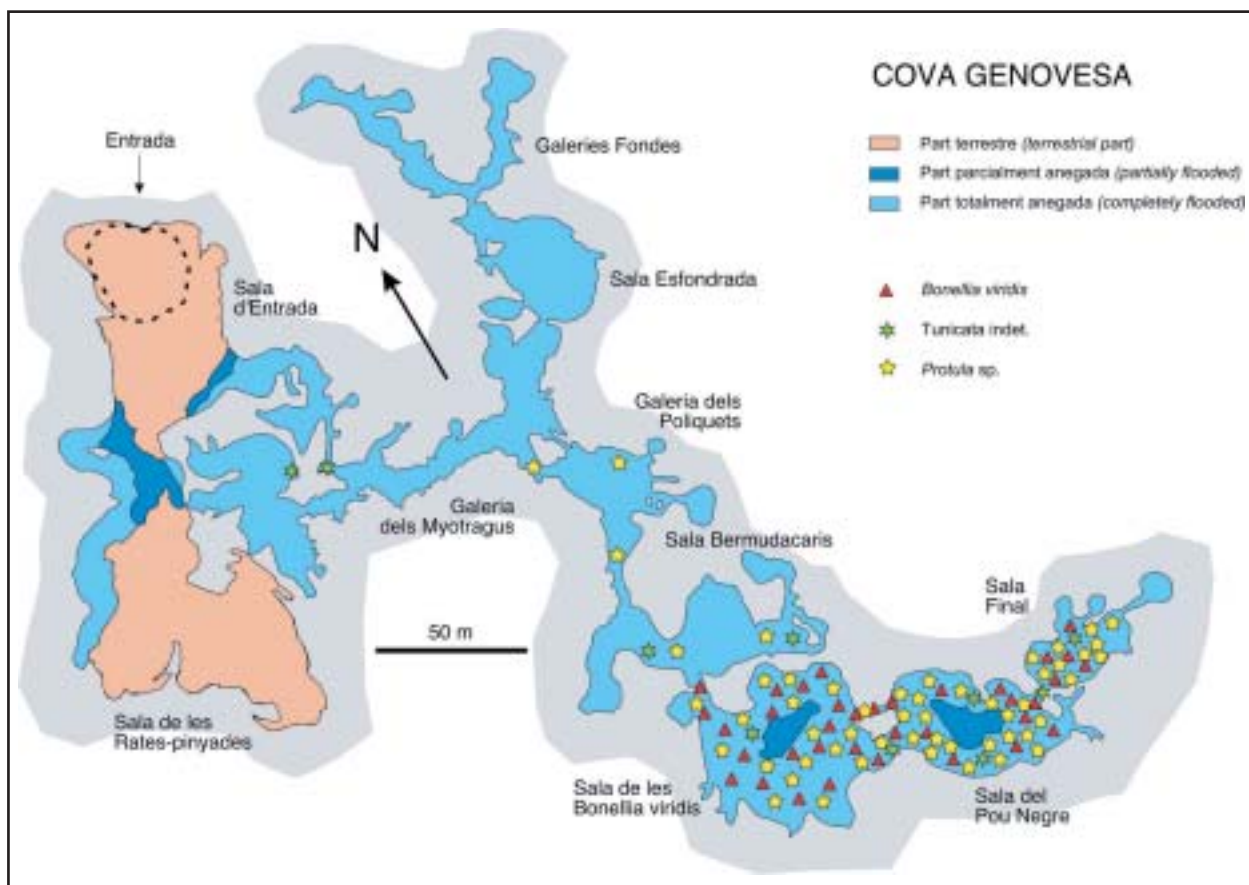 COVA GENOVESA
Part terrestre (terrestrial part)
Part parcialment anegada (partially flooded)
Part totalment anegada (completely flooded)
Bonellia viridis
Tunicata indet.
Protula sp.
Entrada
Galeries Fondes
N
Sala
d'Entrada
Sala Esfondrada
Galeria dels
Poliquets
Galeria
dels Myotragus
Sala Bermudacaris
Sala
Final
50 m
Sala de les
Rates-pinyades
Sala de les
Bonellia viridis
Sala del
Pou Negre